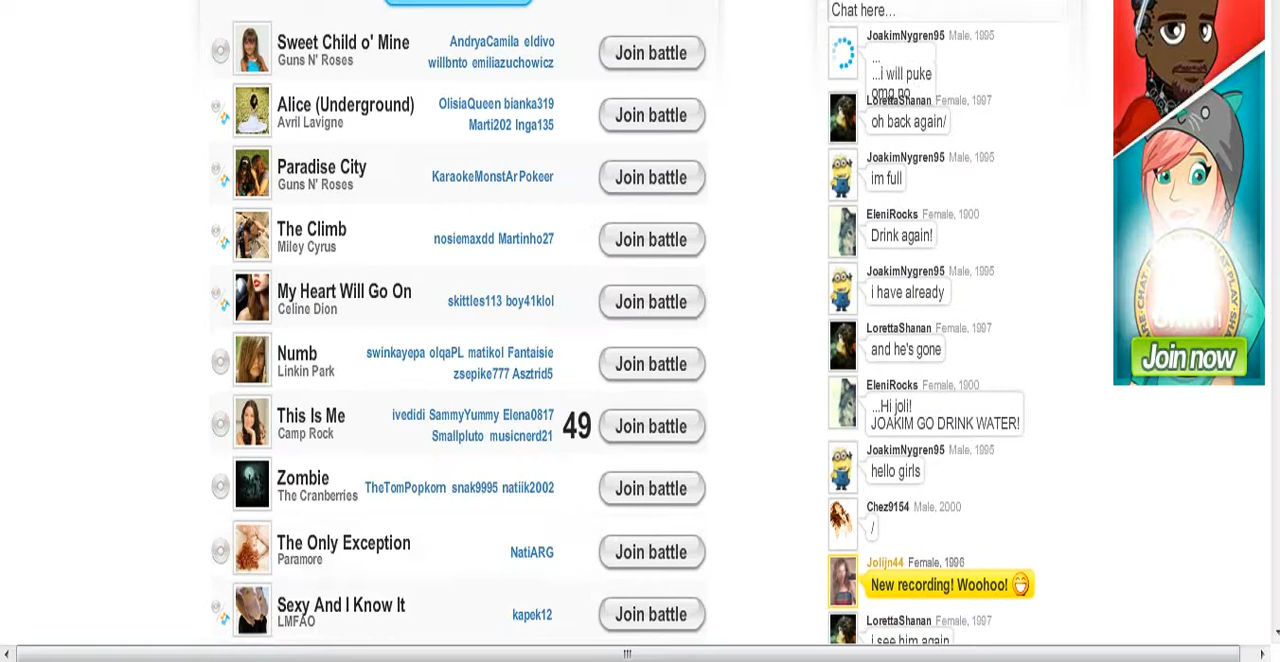 Sweet Child o' Mine
Guns N' Roses
AndryaCamila eldivo
willbnto emiliazuchowicz
Join battle
Alice (Underground)
Avril Lavigne
OlisiaQueen bianka319
Marti202 Inga135
Join battle
Paradise City
Guns N' Roses
KaraokeMonstAr Pokeer
Join battle
The Climb
Miley Cyrus
nosiemaxdd Martinho27
Join battle
My Heart Will Go On
Celine Dion
skittles113 boy41klol
Join battle
Numb
Linkin Park
swinkayepa olqaPL matikol Fantaisie
zsepike777 Asztrid5
Join battle
This Is Me
Camp Rock
ivedidi SammyYummy Elena0817
Smallpluto musicnerd21
49
Join battle
Zombie
The Cranberries
TheTomPopkorn snak9995 natiik2002
Join battle
The Only Exception
Paramore
NatiARG
Join battle
Sexy And I Know It
LMFAO
kapek12
Join battle
Chat here...
JoakimNygren95 Male, 1995
...
...i will puke
omg no
LorettaShanan Female, 1997
oh back again/
JoakimNygren95 Male, 1995
im full
EleniRocks Female, 1900
Drink again!
JoakimNygren95 Male, 1995
i have already
LorettaShanan Female, 1997
and he's gone
EleniRocks Female, 1900
...Hi joli!
JOAKIM GO DRINK WATER!
JoakimNygren95 Male, 1995
hello girls
Chez9154 Male, 2000
/
Jolijn44 Female, 1996
New recording! Woohoo!
LorettaShanan Female, 1997
i see him again
Join now